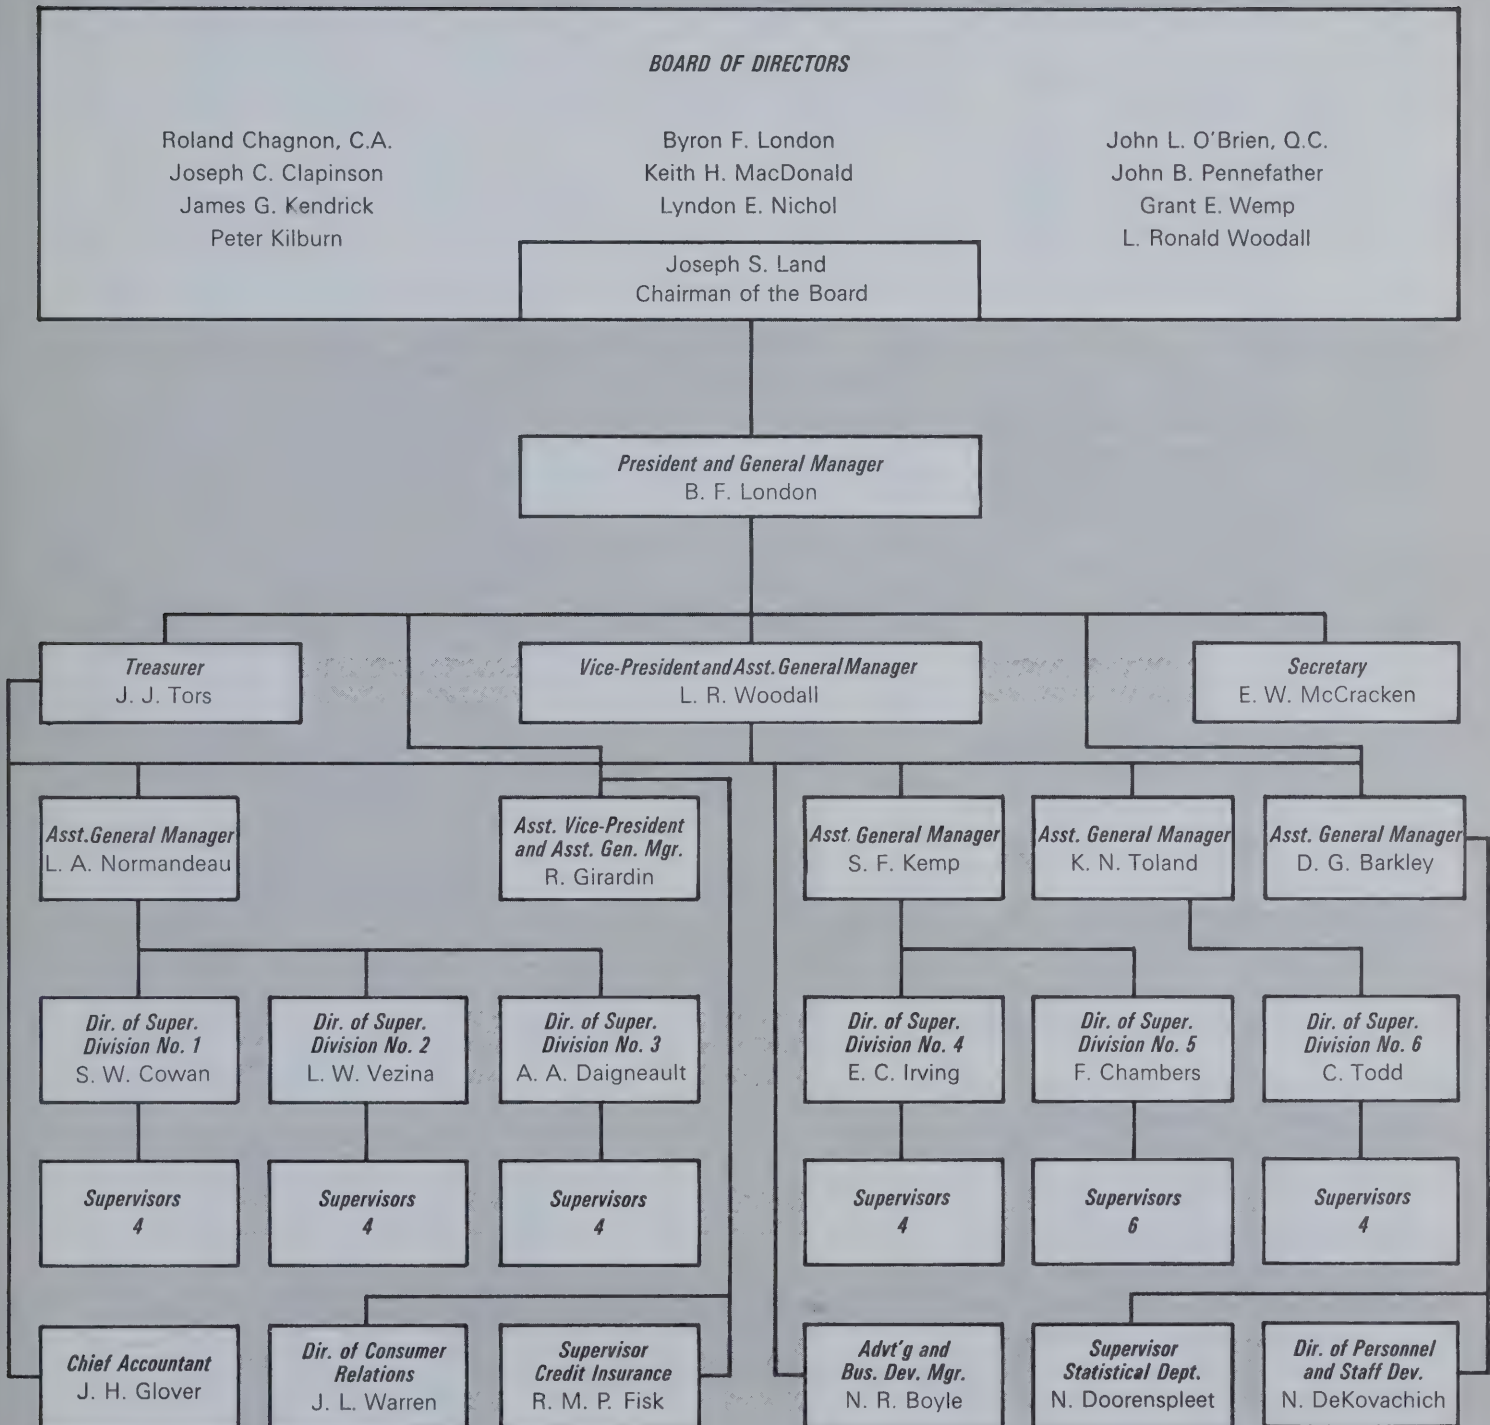 BOARD OF DIRECTORS
Roland Chagnon, C.A.
Joseph C. Clapinson
James G. Kendrick
Peter Kilburn
Byron F. London
Keith H. MacDonald
Lyndon E. Nichol
John L. O'Brien, Q.C.
John B. Pennefather
Grant E. Wemp
L. Ronald Woodall
Joseph S. Land
Chairman of the Board
President and General Manager
B. F. London
Treasurer
J. J. Tors
Vice-President and Asst. General Manager
L. R. Woodall
Secretary
E. W. McCracken
Asst. General Manager
L. A. Normandeau
Asst. Vice-President
and Asst. Gen. Mgr.
R. Girardin
Asst. General Manager
S. F. Kemp
Asst. General Manager
K. N. Toland
Asst. General Manager
D. G. Barkley
Dir. of Super.
Division No. 1
S. W. Cowan
Dir. of Super.
Division No. 2
L. W. Vezina
Dir. of Super.
Division No. 3
A. A. Daigneault
Dir. of Super.
Division No. 4
E. C. Irving
Dir. of Super.
Division No. 5
F. Chambers
Dir. of Super.
Division No. 6
C. Todd
Supervisors
4
Supervisors
4
Supervisors
4
Supervisors
4
Supervisors
6
Supervisors
4
Chief Accountant
J. H. Glover
Dir. of Consumer
Relations
J. L. Warren
Supervisor
Credit Insurance
R. M. P. Fisk
Advt'g and
Bus. Dev. Mgr.
N. R. Boyle
Supervisor
Statistical Dept.
N. Doorenspleet
Dir. of Personnel
and Staff Dev.
N. DeKovachich